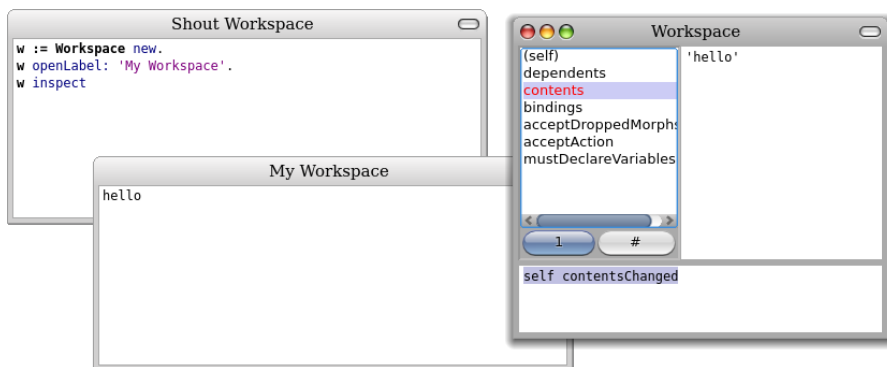 Shout Workspace
w := Workspace new.
w openLabel: 'My Workspace'.
w inspect
My Workspace
hello
Workspace
(self)
dependents
contents
bindings
acceptDroppedMorphs
acceptAction
mustDeclareVariables
'hello'
1
#
self contentsChanged